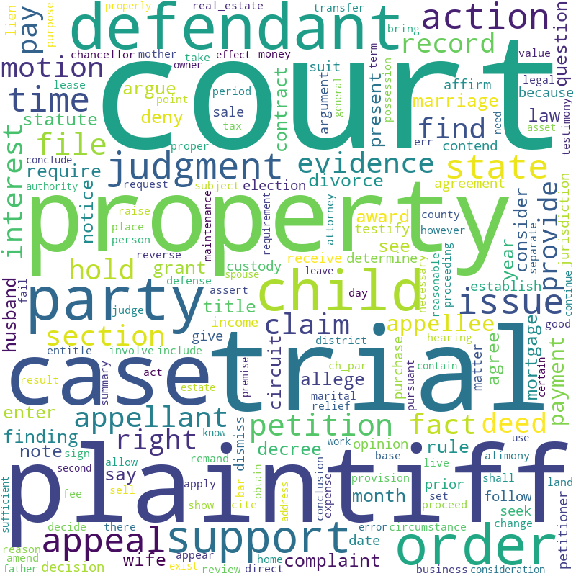 properly real_estate transfer
lien purpose pay defendant action
chancellor mother effect money take bring
owner
lease term point period sale tax
motion argue contract suit argument general present possession record affirm because legal value question
time deny court marriage find law asset testimony
statute
conclude proper need err contend
file judgment evidence state
interest require notice request subject election divorce agreement
authority
raise place person maintenance requirement attorney county however
property
reverse award testify see year consider separate provide jurisdiction continue
hold grant custody receive determine reasonable proceeding establish
defense spouse leave necessary
husband fail judge assert child day hearing good
party title income issue
section give claim district appellee purchase agree mortgage matter certain payment
entitle involve include circuit ch_par premise allege marital relief pursuant contain
case trial
result summary act estate
enter appellant petition fact deed use
finding right know dismiss work opinion base alimony
note sign decree rule live
second allow remand say bar obtain conclusion expense month prior provision shall land
plaintiff
sufficient fee sell apply show cite address set proceed follow seek change petitioner
decide there error circumstance
reason amend appeal support date order
father decision wife appear exist review direct complaint business consideration